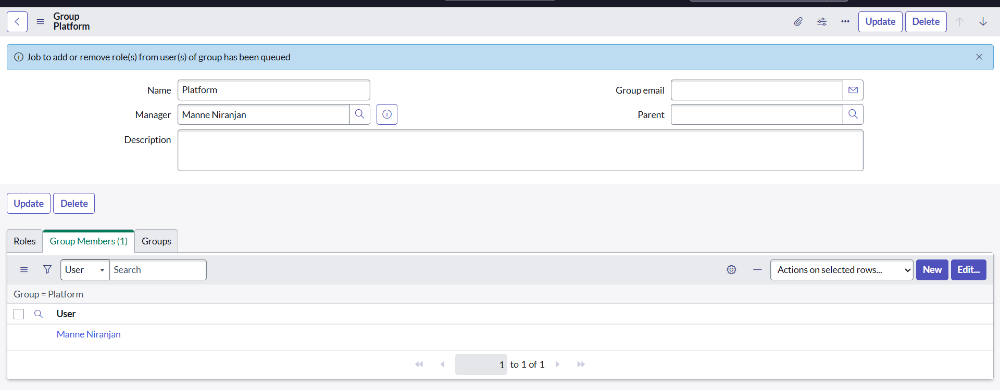 Group
Platform
Update Delete
Job to add or remove role(s) from user(s) of group has been queued
Name Platform Group email
Manager Manne Niranjan Parent
Description
Update Delete
Roles Group Members (1) Groups
User Search Actions on selected rows... New Edit...
Group = Platform
User
Manne Niranjan
1 to 1 of 1